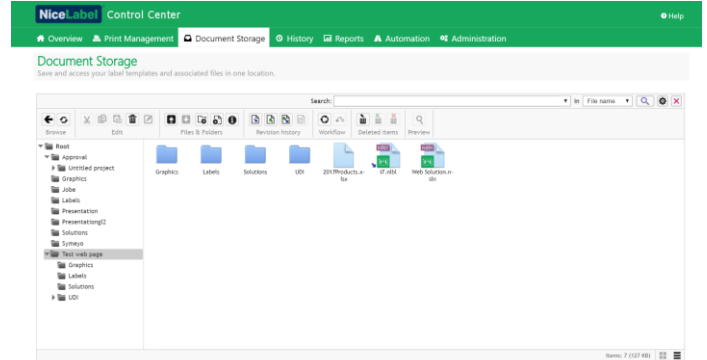 NiceLabel Control Center
Help
Overview Print Management Document Storage History Reports Automation Administration
Document Storage
Save and access your label templates and associated files in one location.
Search: in File name
Browse Edit Files & Folders Revision history Workflow Deleted items Preview
Root
Approval
Untitled project
Graphics
Jobe
Labels
Presentation
Presentationgl2
Solutions
Symeyo
Test web page
Graphics
Labels
Solutions
UDI
Graphics Labels Solutions UDI 2017Products.x- Web Solution.n-
lsx sln
Items: 7 (127 KB)